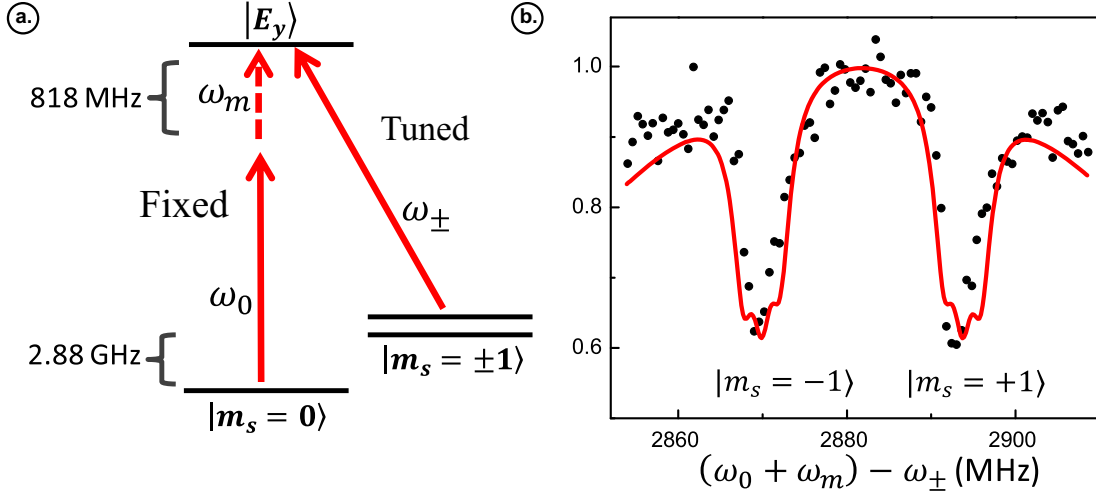 a.
|E_y⟩
818 MHz
ω_m
Tuned
Fixed
ω_±
ω_0
2.88 GHz
|m_s = ±1⟩
|m_s = 0⟩
b.
1.0
0.8
0.6
|m_s = −1⟩ |m_s = +1⟩
2860 2880 2900
(ω_0 + ω_m) − ω_± (MHz)